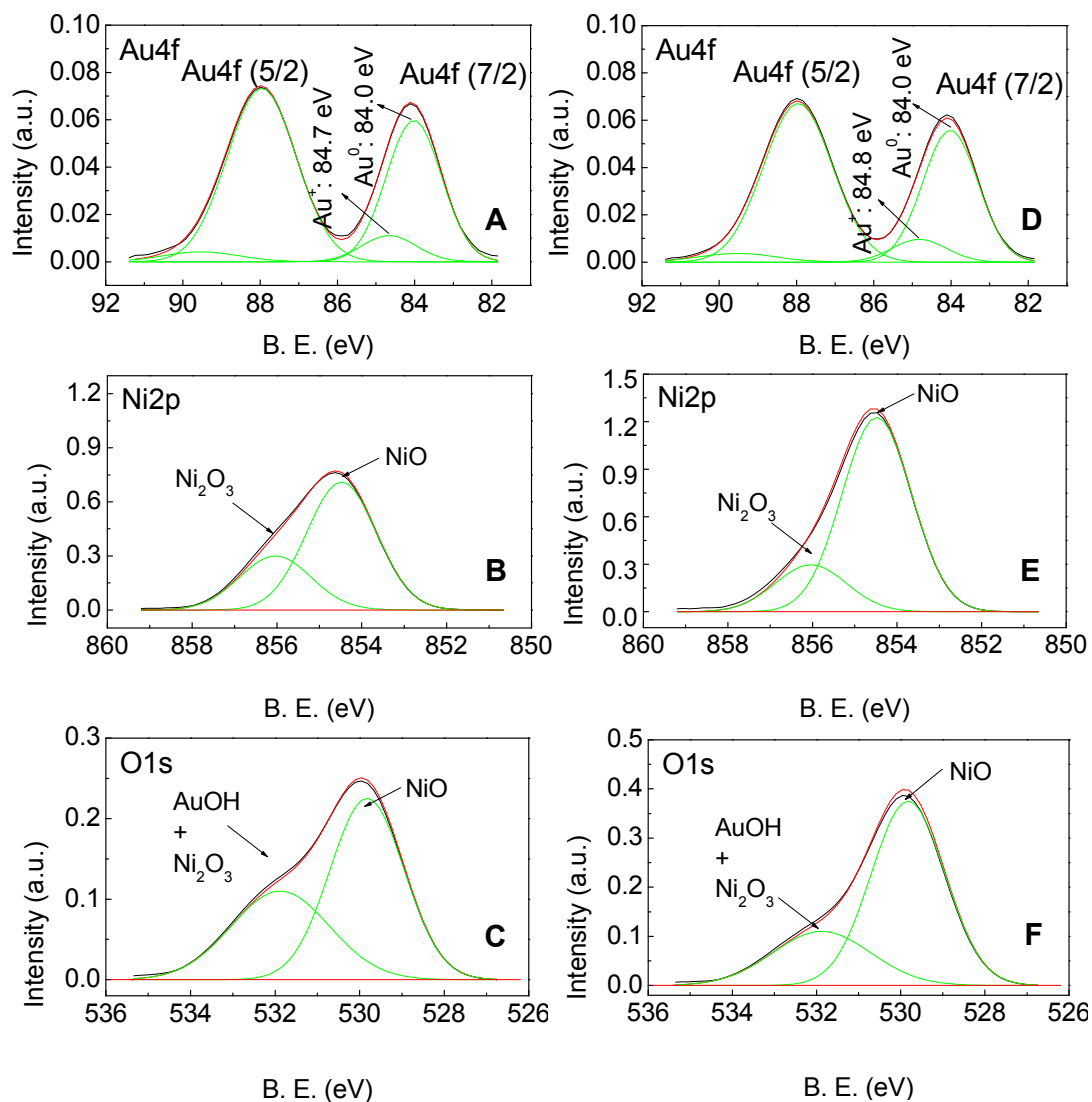 Au4f
Au4f (5/2)
Au⁺: 84.7 eV
Au⁰: 84.0 eV
Au4f (7/2)
A
Intensity (a.u.)
0.10
0.08
0.06
0.04
0.02
0.00
92 90 88 86 84 82
B. E. (eV)
Au4f
Au4f (5/2)
Au⁺: 84.8 eV
Au⁰: 84.0 eV
Au4f (7/2)
D
Intensity (a.u.)
0.10
0.08
0.06
0.04
0.02
0.00
92 90 88 86 84 82
B. E. (eV)
Ni2p
NiO
Ni₂O₃
B
Intensity (a.u.)
1.2
0.9
0.6
0.3
0.0
860 858 856 854 852 850
B. E. (eV)
Ni2p
NiO
Ni₂O₃
E
Intensity (a.u.)
1.5
1.2
0.9
0.6
0.3
0.0
860 858 856 854 852 850
B. E. (eV)
O1s
NiO
AuOH
+
Ni₂O₃
C
Intensity (a.u.)
0.3
0.2
0.1
0.0
536 534 532 530 528 526
B. E. (eV)
O1s
NiO
AuOH
+
Ni₂O₃
F
Intensity (a.u.)
0.5
0.4
0.3
0.2
0.1
0.0
536 534 532 530 528 526
B. E. (eV)